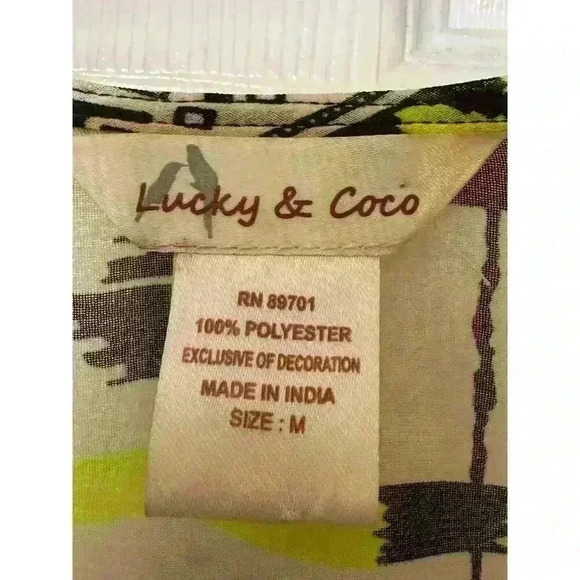 Lucky & Coco
RN 89701
100% POLYESTER
EXCLUSIVE OF DECORATION
MADE IN INDIA
SIZE : M